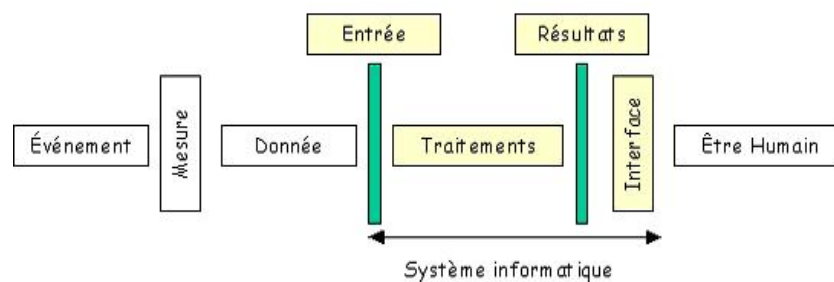 Entrée
Résultats
Événement
Mesure
Donnée
Traitements
Interface
Être Humain
Système informatique